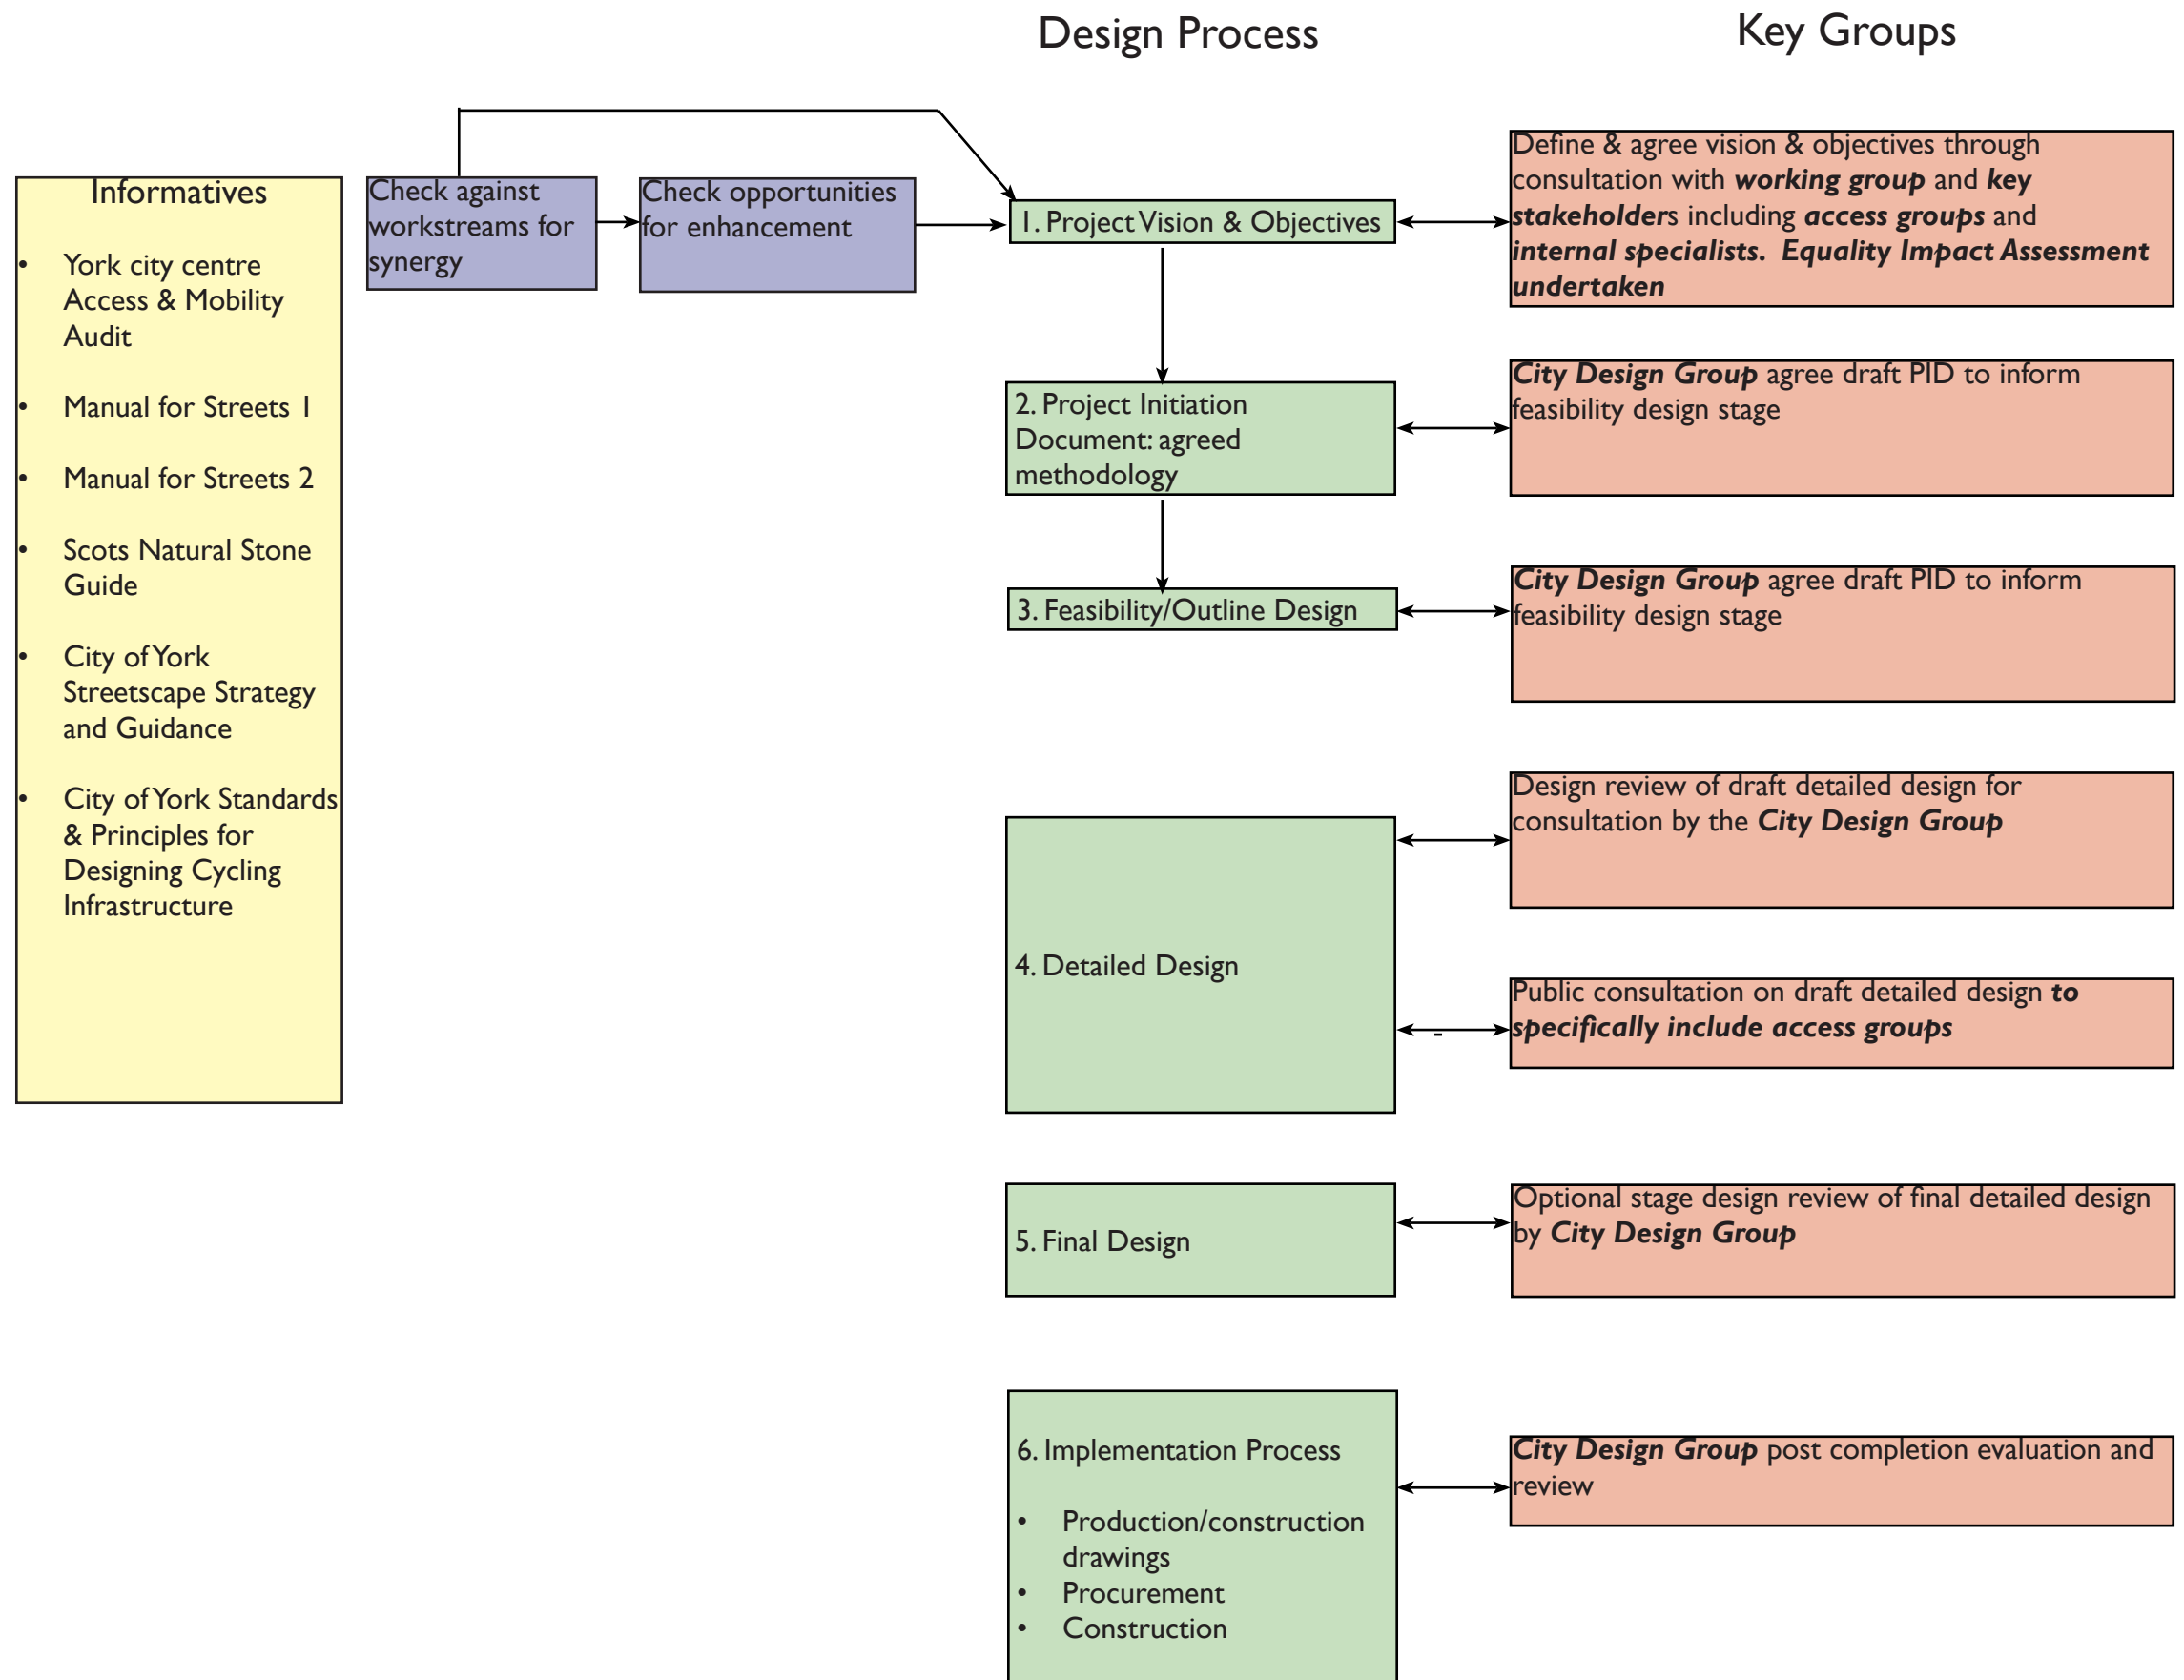 Design Process
Key Groups
Informatives
• York city centre
Access & Mobility
Audit
• Manual for Streets 1
• Manual for Streets 2
• Scots Natural Stone
Guide
• City of York
Streetscape Strategy
and Guidance
• City of York Standards
& Principles for
Designing Cycling
Infrastructure
Check against
workstreams for
synergy
Check opportunities
for enhancement
1. Project Vision & Objectives
Define & agree vision & objectives through
consultation with working group and key
stakeholders including access groups and
internal specialists. Equality Impact Assessment
undertaken
2. Project Initiation
Document: agreed
methodology
City Design Group agree draft PID to inform
feasibility design stage
3. Feasibility/Outline Design
City Design Group agree draft PID to inform
feasibility design stage
4. Detailed Design
Design review of draft detailed design for
consultation by the City Design Group
-
Public consultation on draft detailed design to
specifically include access groups
5. Final Design
Optional stage design review of final detailed design
by City Design Group
6. Implementation Process
• Production/construction
drawings
• Procurement
• Construction
City Design Group post completion evaluation and
review